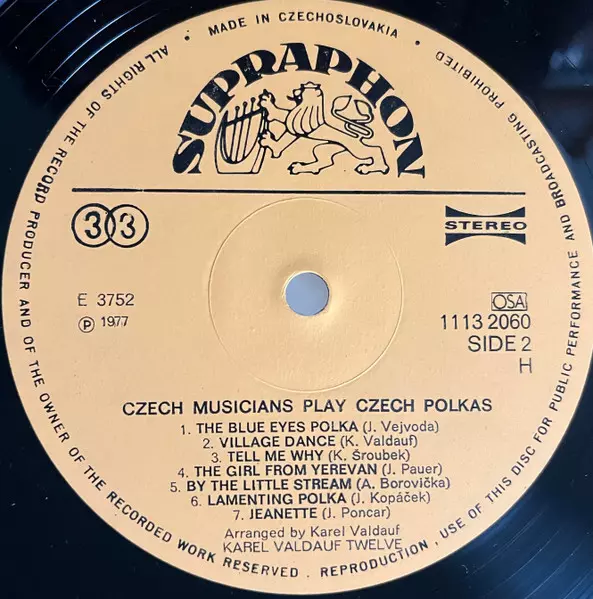 • MADE IN CZECHOSLOVAKIA •
ALL RIGHTS OF THE RECORD PRODUCER AND OF THE OWNER OF THE RECORDED WORK RESERVED . REPRODUCTION , USE OF THIS DISC FOR PUBLIC PERFORMANCE AND BROADCASTING PROHIBITED
SUPRAPHON
33
STEREO
E 3752
Ⓟ 1977
OSA
1113 2060
SIDE 2
H
CZECH MUSICIANS PLAY CZECH POLKAS
1. THE BLUE EYES POLKA (J. Vejvoda)
2. VILLAGE DANCE (K. Valdauf)
3. TELL ME WHY (K. Šroubek)
4. THE GIRL FROM YEREVAN (J. Pauer)
5. BY THE LITTLE STREAM (A. Borovička)
6. LAMENTING POLKA (J. Kopáček)
7. JEANETTE (J. Poncar)
Arranged by Karel Valdauf
KAREL VALDAUF TWELVE